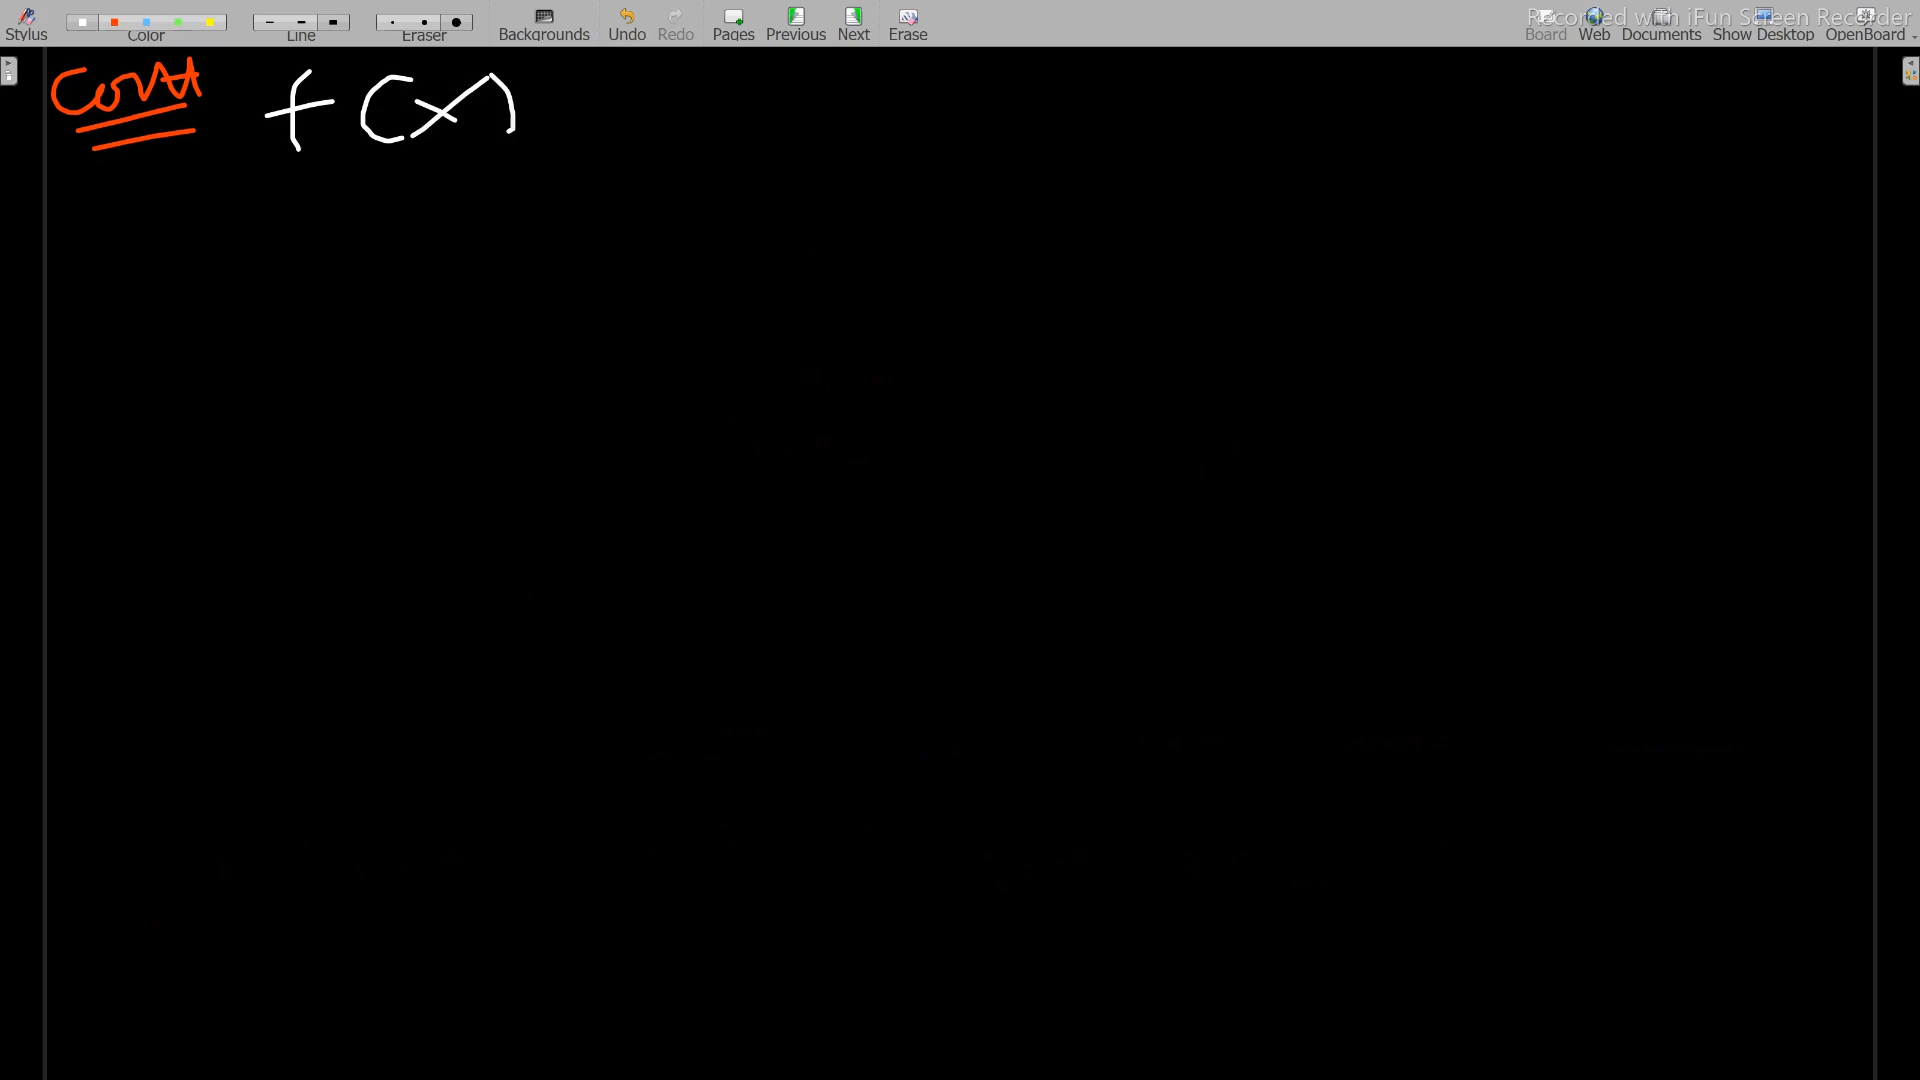 Recorded with iFun Screen Recorder
Stylus Color Line Eraser Backgrounds Undo Redo Pages Previous Next Erase Board Web Documents Show Desktop OpenBoard
f(x)